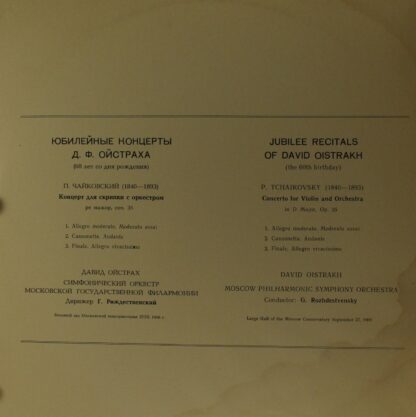 ЮБИЛЕЙНЫЕ КОНЦЕРТЫ
Д. Ф. ОЙСТРАХА
(60 лет со дня рождения)
П. ЧАЙКОВСКИЙ (1840—1893)
Концерт для скрипки с оркестром
ре мажор, соч. 35
1. Allegro moderato. Moderato assai
2. Canzonetta. Andante
3. Finale. Allegro vivacissimo
ДАВИД ОЙСТРАХ
СИМФОНИЧЕСКИЙ ОРКЕСТР
МОСКОВСКОЙ ГОСУДАРСТВЕННОЙ ФИЛАРМОНИИ
Дирижер Г. Рождественский
Большой зал Московской консерватории
JUBILEE RECITALS
OF DAVID OISTRAKH
(the 60th birthday)
P. TCHAIKOVSKY (1840—1893)
Concerto for Violin and Orchestra
in D Major, Op. 35
1. Allegro moderato. Moderato assai
2. Canzonetta. Andante
3. Finale. Allegro vivacissimo
DAVID OISTRAKH
MOSCOW PHILHARMONIC SYMPHONY ORCHESTRA
Conductor: G. Rozhdestvensky
Large Hall of the Moscow Conservatory September 27, 1968